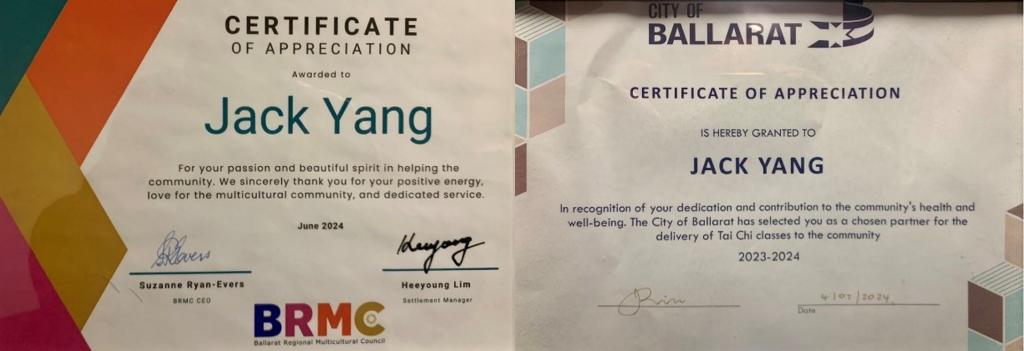 CERTIFICATE
OF APPRECIATION
Awarded to
Jack Yang
For your passion and beautiful spirit in helping the
community. We sincerely thank you for your positive energy,
love for the multicultural community, and dedicated service.
June 2024
Suzanne Ryan-Evers
BRMC CEO
Heeyoung Lim
Settlement Manager
BRMC
Ballarat Regional Multicultural Council
CITY OF
BALLARAT
CERTIFICATE OF APPRECIATION
IS HEREBY GRANTED TO
JACK YANG
In recognition of your dedication and contribution to the community's health and
well-being. The City of Ballarat has selected you as a chosen partner for the
delivery of Tai Chi classes to the community
2023-2024
Date